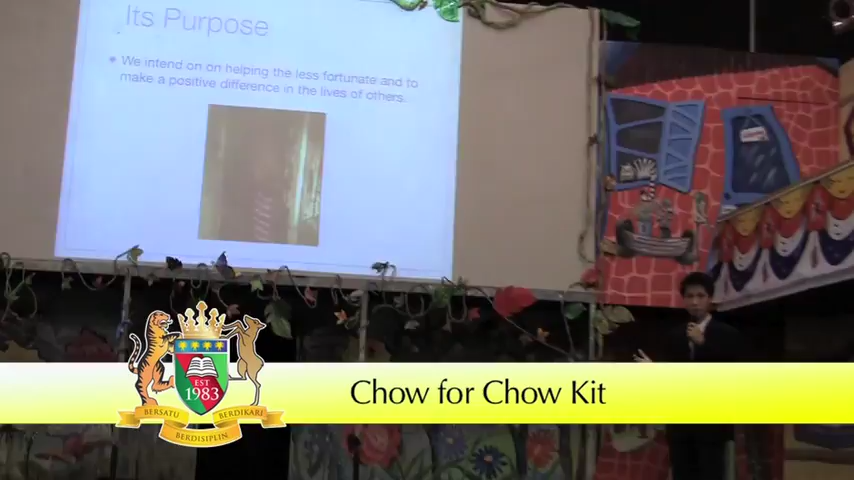 Its Purpose
We intend on on helping the less fortunate and to
make a positive difference in the lives of others.
EST
1983
BERSATU
BERDIKARI
BERDISIPLIN
Chow for Chow Kit